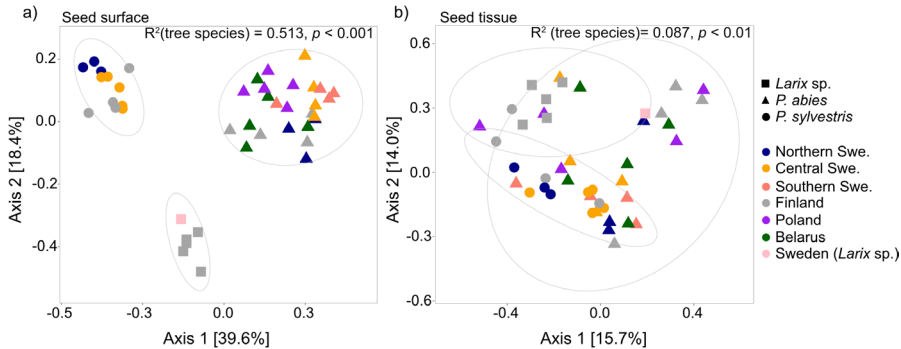 a) Seed surface
R²(tree species) = 0.513, p < 0.001
0.2
0.0
-0.2
-0.4
Axis 2 [18.4%]
-0.5
-0.3
0.0
0.3
Axis 1 [39.6%]
b) Seed tissue
R² (tree species)= 0.087, p < 0.01
0.6
0.3
0.0
-0.3
-0.6
Axis 2 [14.0%]
-0.6
0.0
0.6
Axis 1 [15.7%]
Larix sp.
P. abies
P. sylvestris
Northern Swe.
Central Swe.
Southern Swe.
Finland
Poland
Belarus
Sweden (Larix sp.)